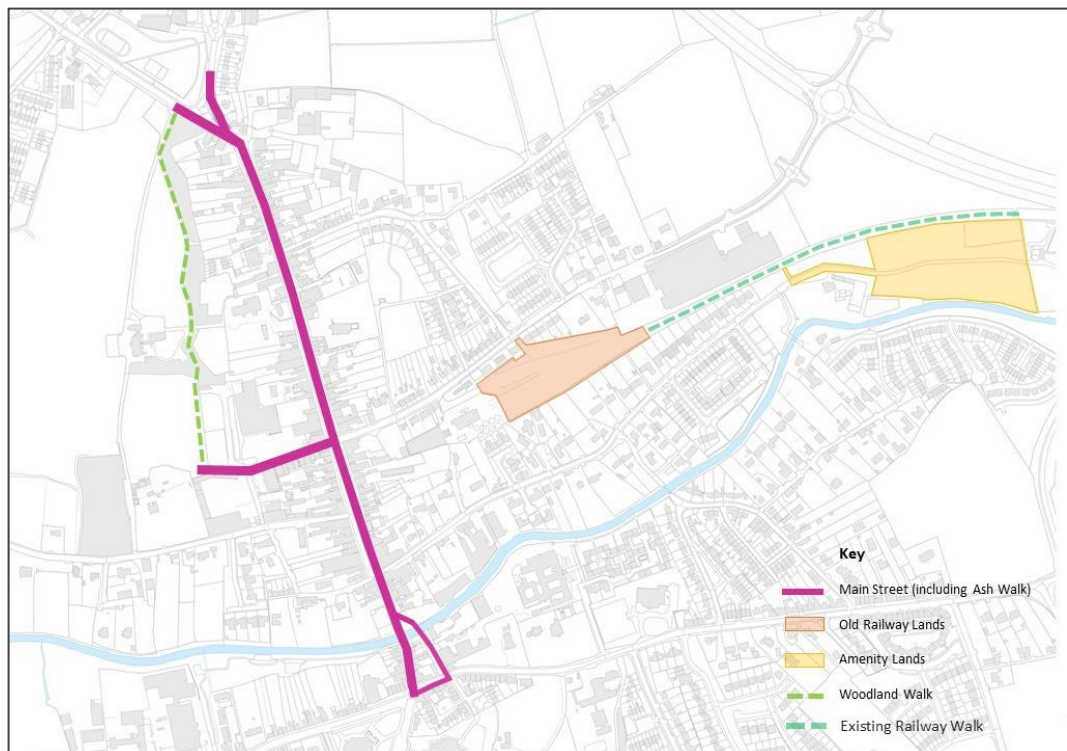 Key
Main Street (including Ash Walk)
Old Railway Lands
Amenity Lands
Woodland Walk
Existing Railway Walk